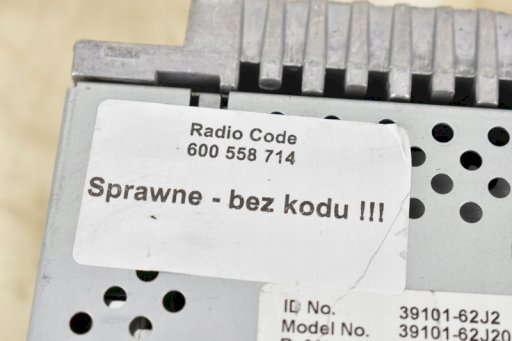 Radio Code
600 558 714
Sprawne - bez kodu !!!
ID No. 39101-62J2
Model No. 39101-62J20